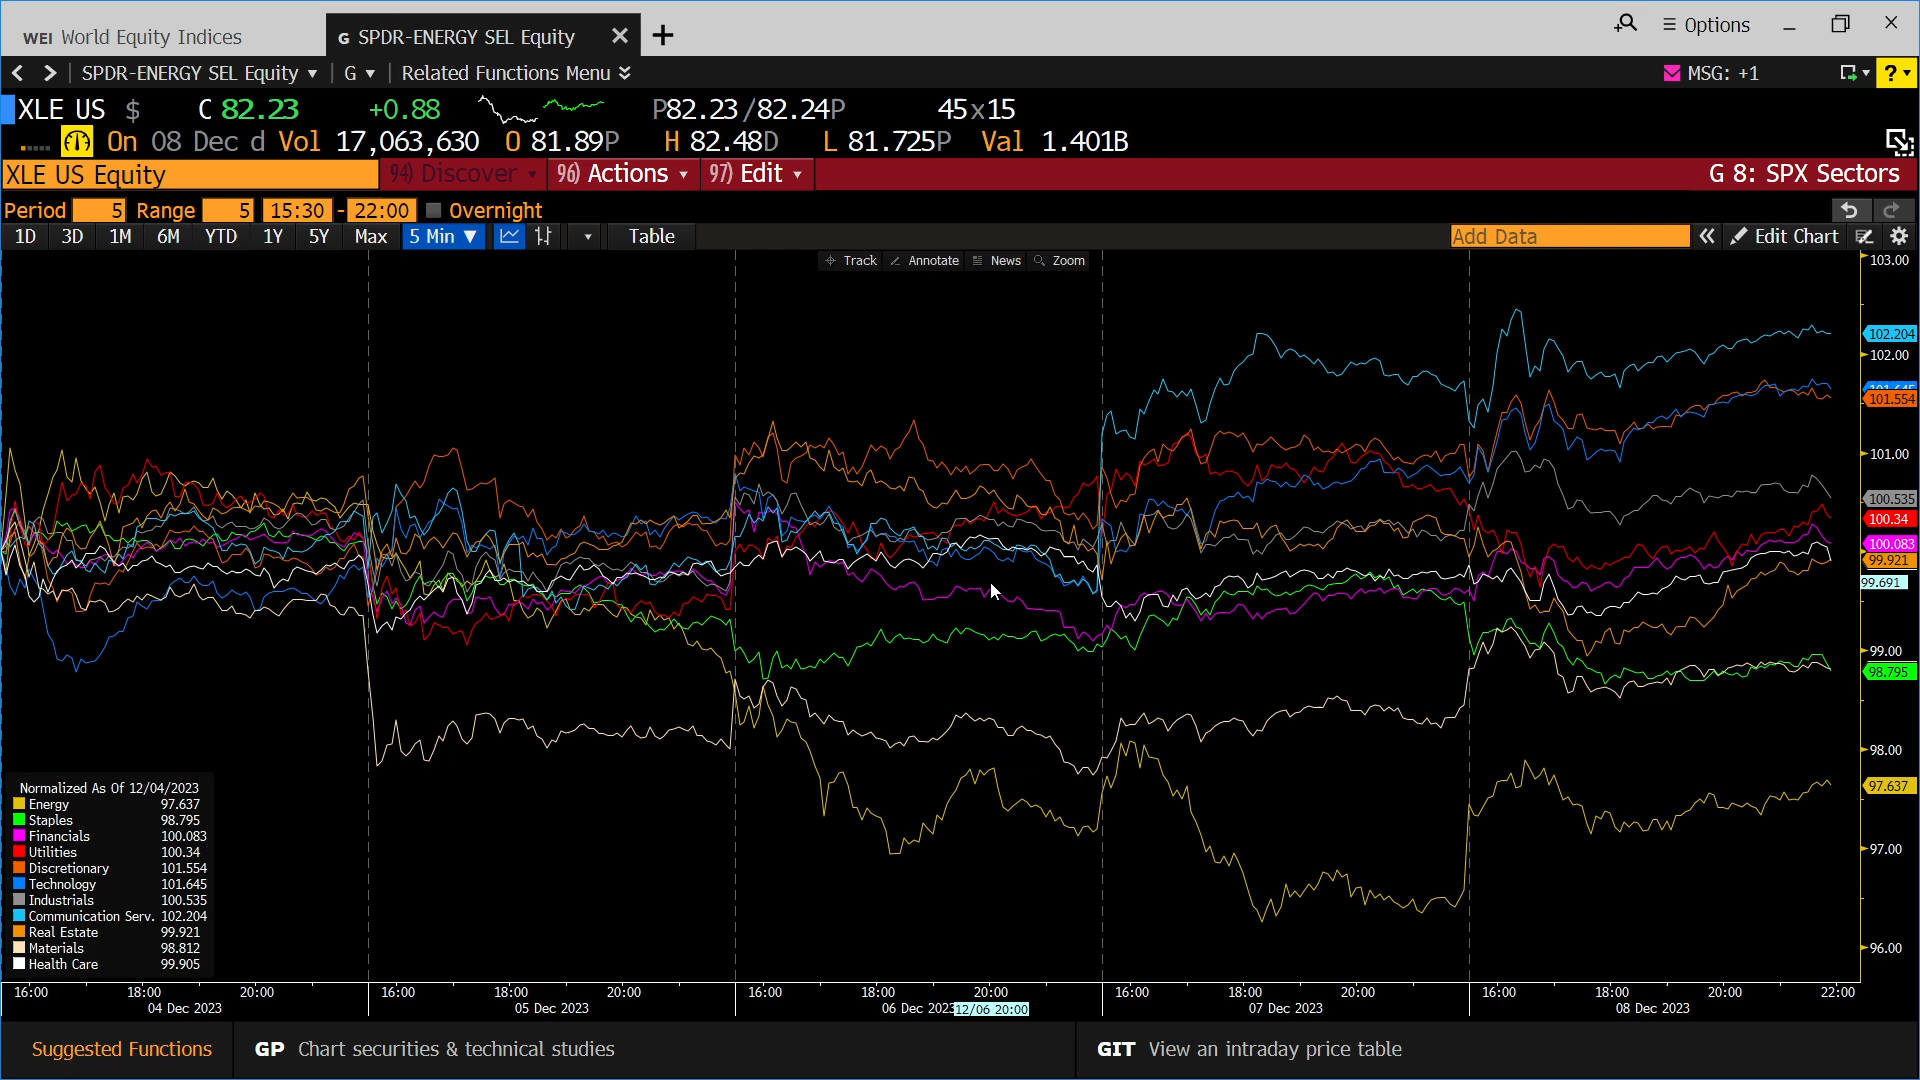 WEI World Equity Indices
G SPDR-ENERGY SEL Equity
Options
SPDR-ENERGY SEL Equity G Related Functions Menu MSG: +1 ?
XLE US $ C 82.23 +0.88 P82.23/82.24P 45x15
On 08 Dec d Vol 17,063,630 O 81.89P H 82.48D L 81.725P Val 1.401B
XLE US Equity 94) Discover 96) Actions 97) Edit G 8: SPX Sectors
Period 5 Range 5 15:30 - 22:00 Overnight
1D 3D 1M 6M YTD 1Y 5Y Max 5 Min Table Add Data Edit Chart
Track Annotate News Zoom
103.00
102.204
102.00
101.645
101.554
101.00
100.535
100.34
100.083
99.921
99.691
99.00
98.795
98.00
97.637
97.00
96.00
Normalized As Of 12/04/2023
Energy 97.637
Staples 98.795
Financials 100.083
Utilities 100.34
Discretionary 101.554
Technology 101.645
Industrials 100.535
Communication Serv. 102.204
Real Estate 99.921
Materials 98.812
Health Care 99.905
16:00 18:00 20:00 16:00 18:00 20:00 16:00 18:00 20:00 16:00 18:00 20:00 16:00 18:00 20:00 22:00
04 Dec 2023 05 Dec 2023 06 Dec 2023 12/06 20:00 07 Dec 2023 08 Dec 2023
Suggested Functions GP Chart securities & technical studies GIT View an intraday price table